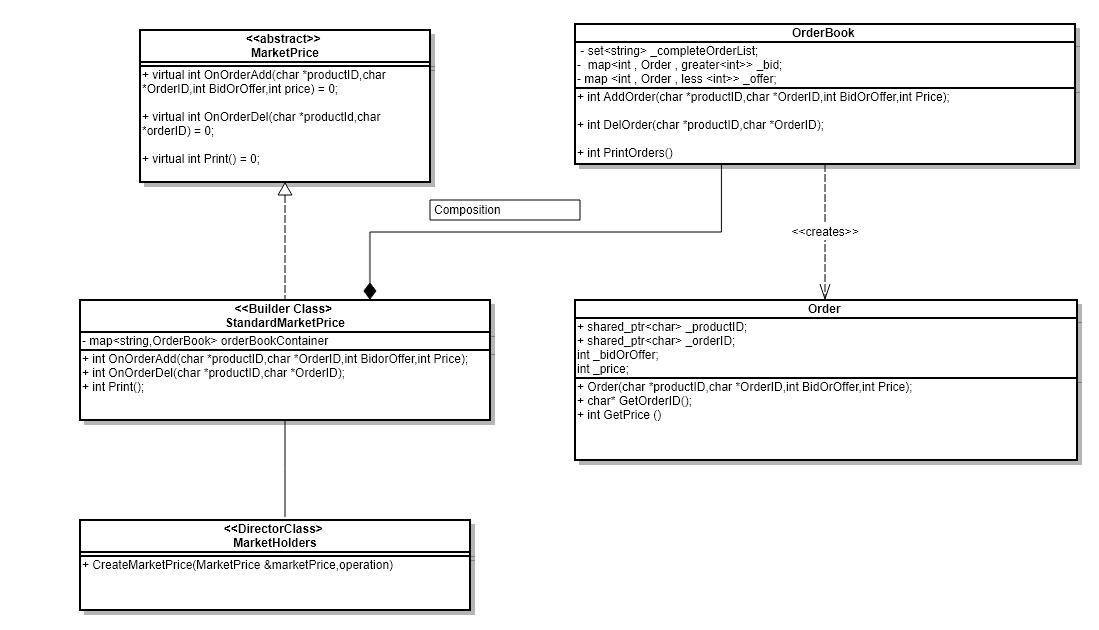 <<abstract>>
MarketPrice
+ virtual int OnOrderAdd(char *productID,char
*OrderID,int BidOrOffer,int price) = 0;
+ virtual int OnOrderDel(char *productId,char
*orderID) = 0;
+ virtual int Print() = 0;
OrderBook
- set<string> _completeOrderList;
- map<int , Order , greater<int>> _bid;
- map <int , Order , less <int>> _offer;
+ int AddOrder(char *productID,char *OrderID,int BidOrOffer,int Price);
+ int DelOrder(char *productID,char *OrderID);
+ int PrintOrders()
Composition
<<creates>>
<<Builder Class>>
StandardMarketPrice
- map<string,OrderBook> orderBookContainer
+ int OnOrderAdd(char *productID,char *OrderID,int BidorOffer,int Price);
+ int OnOrderDel(char *productID,char *OrderID);
+ int Print();
Order
+ shared_ptr<char> _productID;
+ shared_ptr<char> _orderID;
int _bidOrOffer;
int _price;
+ Order(char *productID,char *OrderID,int BidOrOffer,int Price);
+ char* GetOrderID();
+ int GetPrice ()
<<DirectorClass>
MarketHolders
+ CreateMarketPrice(MarketPrice &marketPrice,operation)